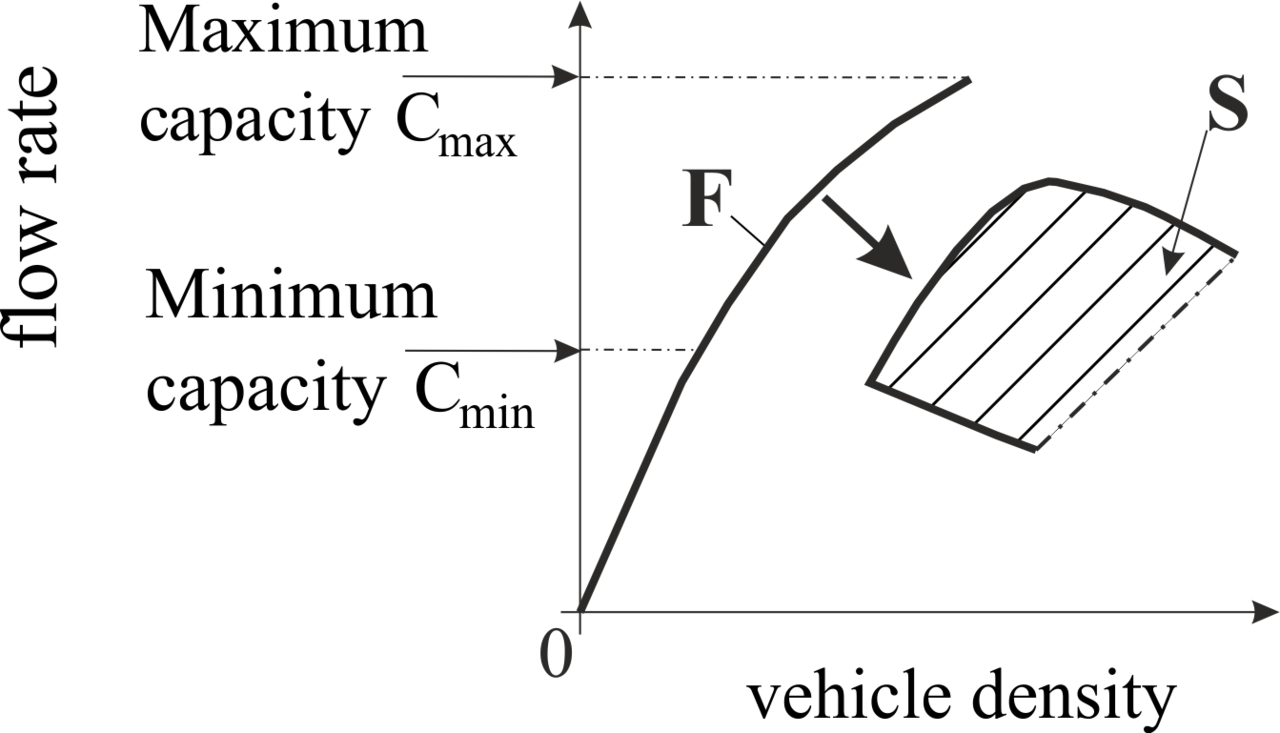 flow rate
Maximum
capacity Cmax
Minimum
capacity Cmin
F
S
0
vehicle density